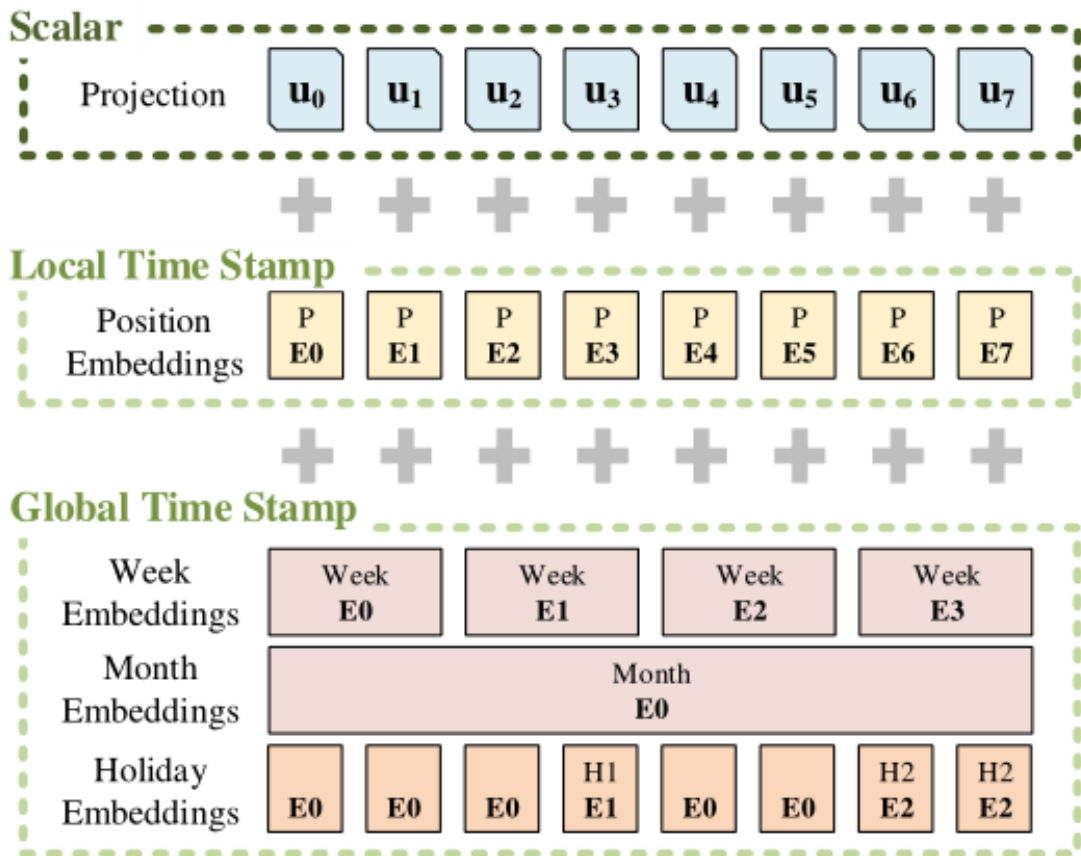 Scalar
Projection u0 u1 u2 u3 u4 u5 u6 u7
Local Time Stamp
Position
Embeddings
P P P P P P P P
E0 E1 E2 E3 E4 E5 E6 E7
Global Time Stamp
Week
Embeddings
Week Week Week Week
E0 E1 E2 E3
Month
Embeddings
Month
E0
Holiday
Embeddings
H1 H2 H2
E0 E0 E0 E1 E0 E0 E2 E2